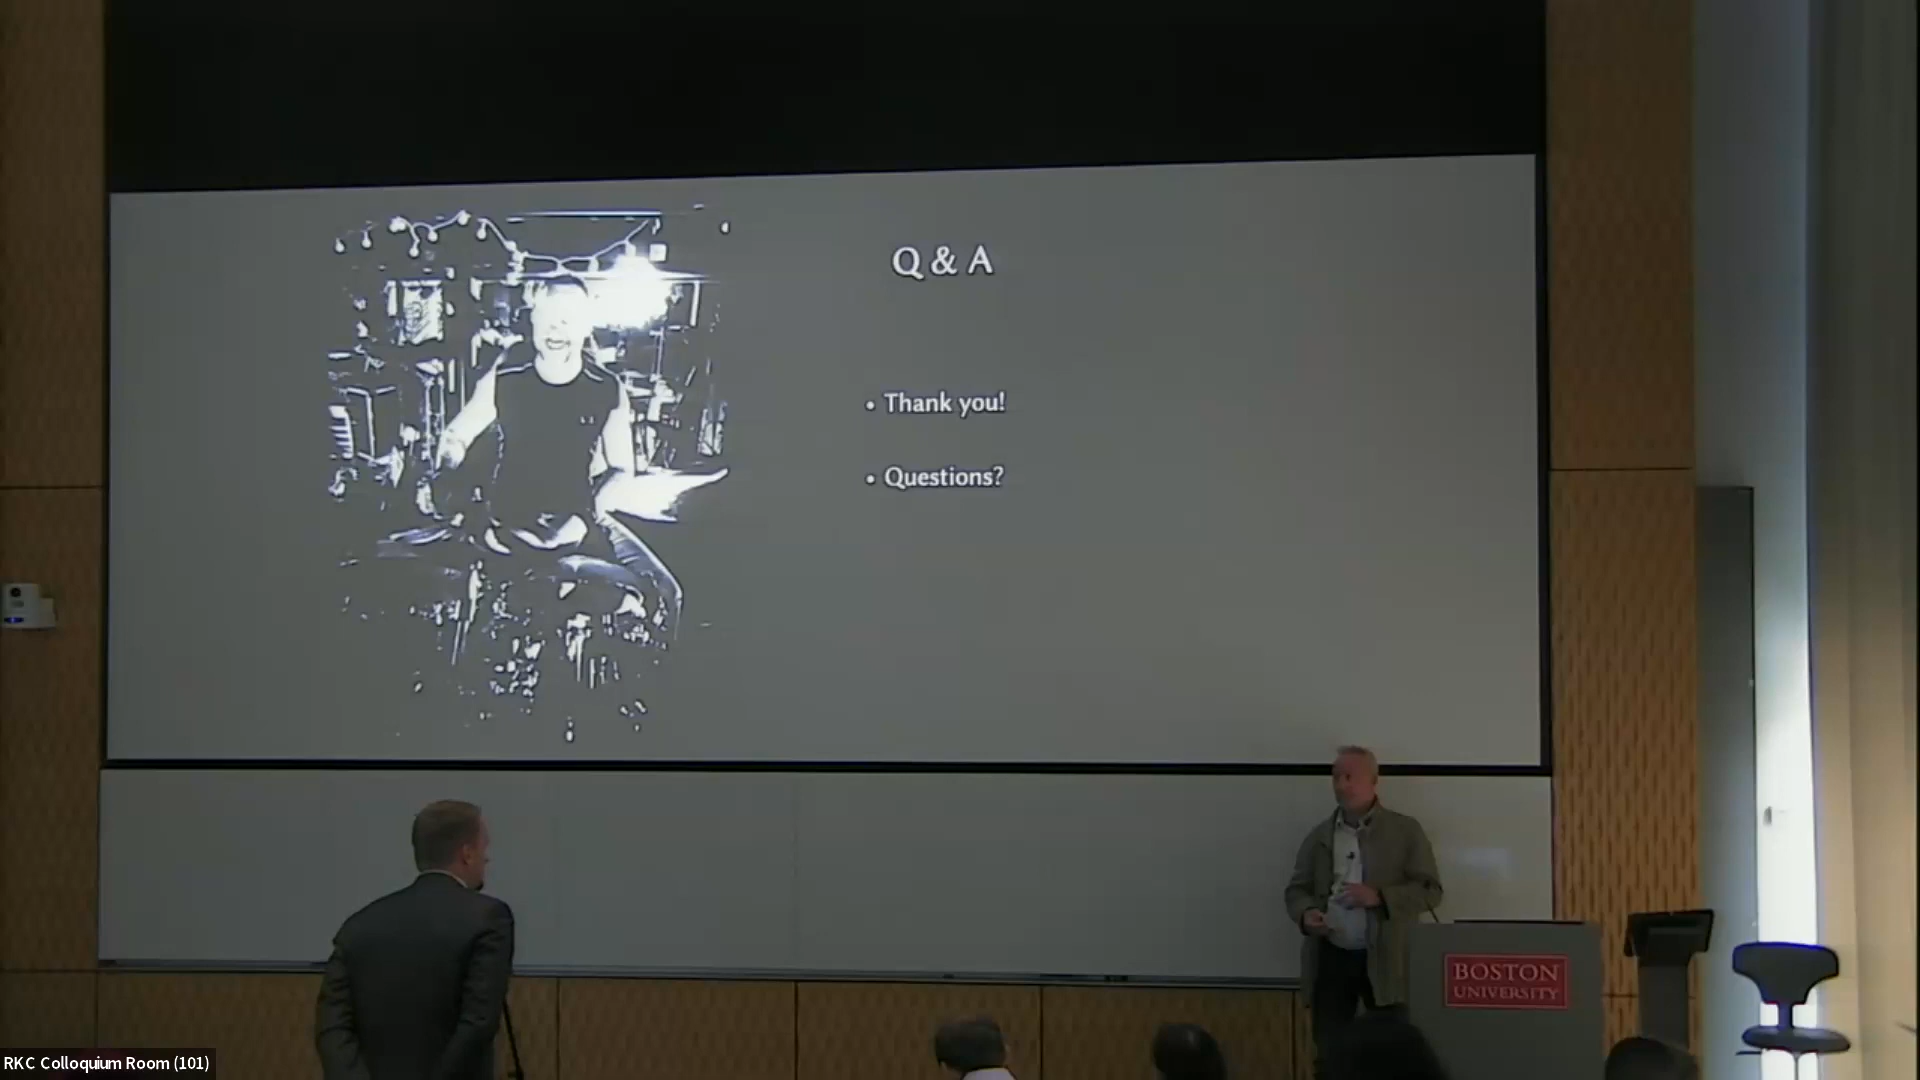 Q & A
• Thank you!
• Questions?
BOSTON
UNIVERSITY
RKC Colloquium Room (101)